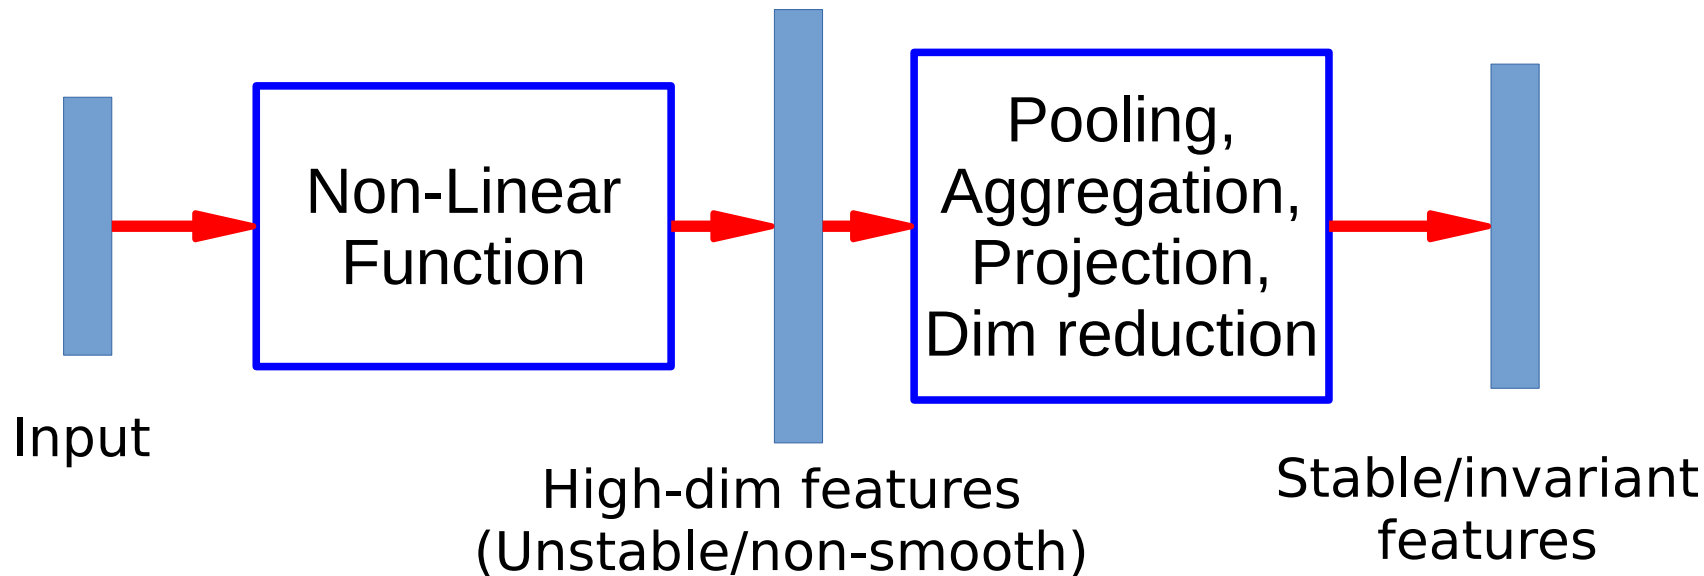 Input
Non-Linear
Function
High-dim features
(Unstable/non-smooth)
Pooling,
Aggregation,
Projection,
Dim reduction
Stable/invariant
features